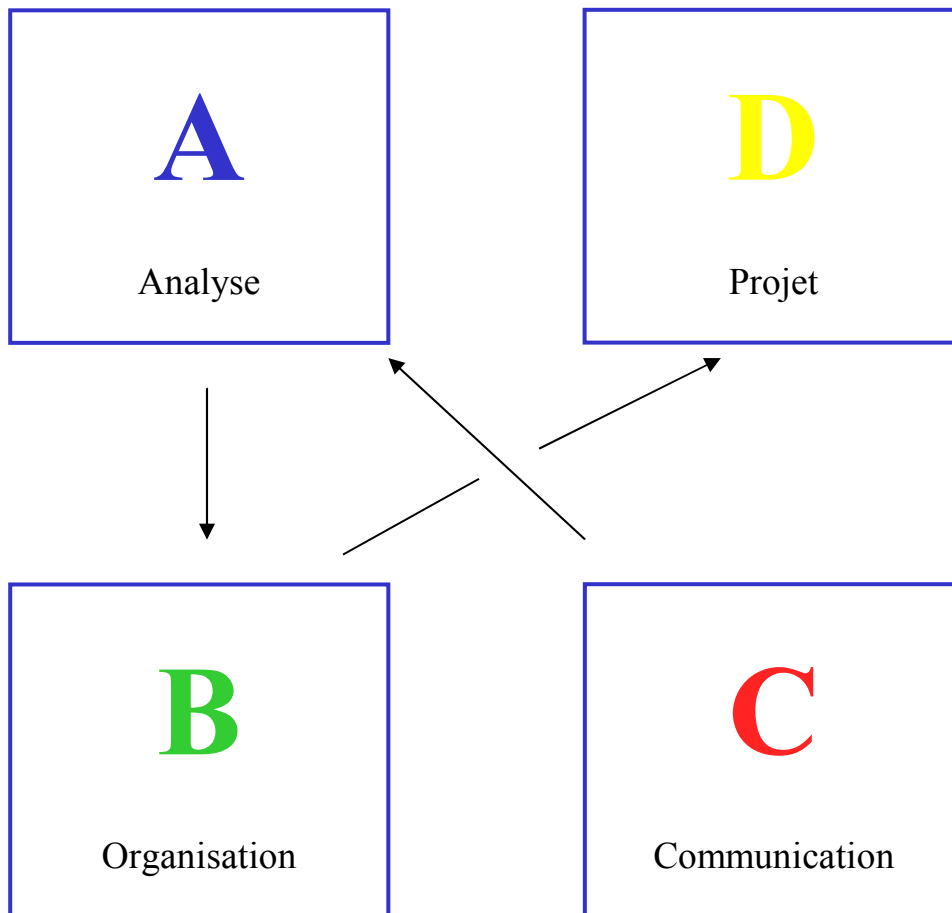 A
Analyse
D
Projet
B
Organisation
C
Communication